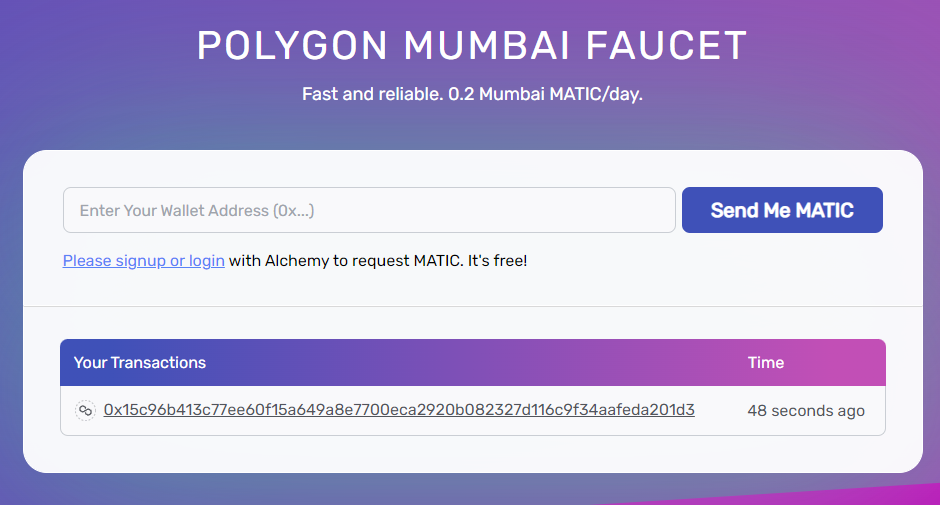 POLYGON MUMBAI FAUCET
Fast and reliable. 0.2 Mumbai MATIC/day.
Enter Your Wallet Address (0x...)
Send Me MATIC
Please signup or login with Alchemy to request MATIC. It's free!
Your Transactions Time
0x15c96b413c77ee60f15a649a8e7700eca2920b082327d116c9f34aafeda201d3 48 seconds ago